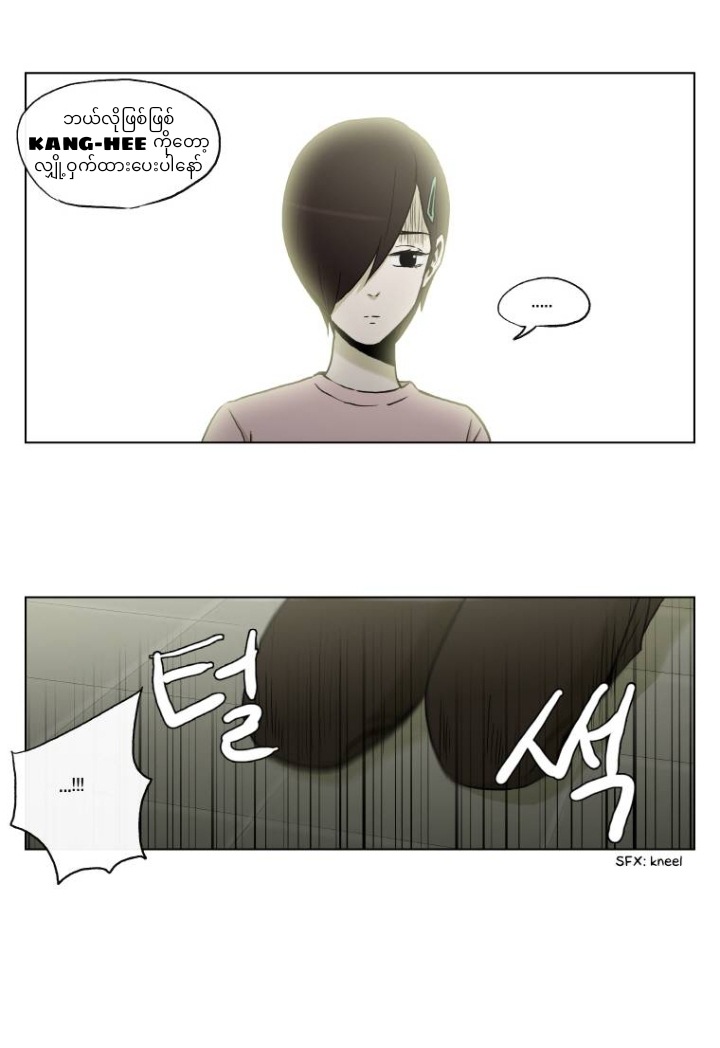 ဘယ်လိုဖြစ်ဖြစ်
KANG-HEE ကိုတော့
လျှို့ဝှက်ထားပေးပါနော်
.....
털
썩
...!!!
SFX: kneel